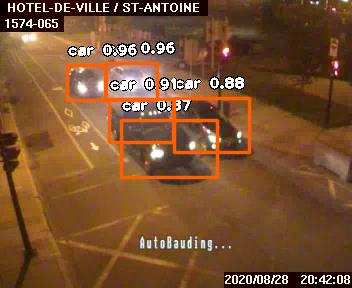 HOTEL-DE-VILLE / ST-ANTOINE
1574-065
car 0.96 0.96
car 0.91 car 0.88
car 0.87
AutoBauding...
2020/08/28 20:42:08